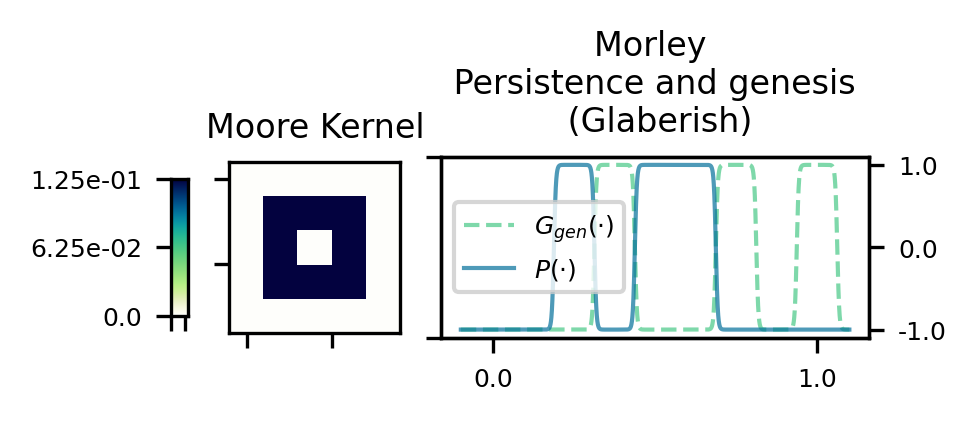 Morley
Persistence and genesis
(Glaberish)
Moore Kernel
1.25e-01
6.25e-02
0.0
G_gen(·)
P(·)
1.0
0.0
-1.0
0.0
1.0